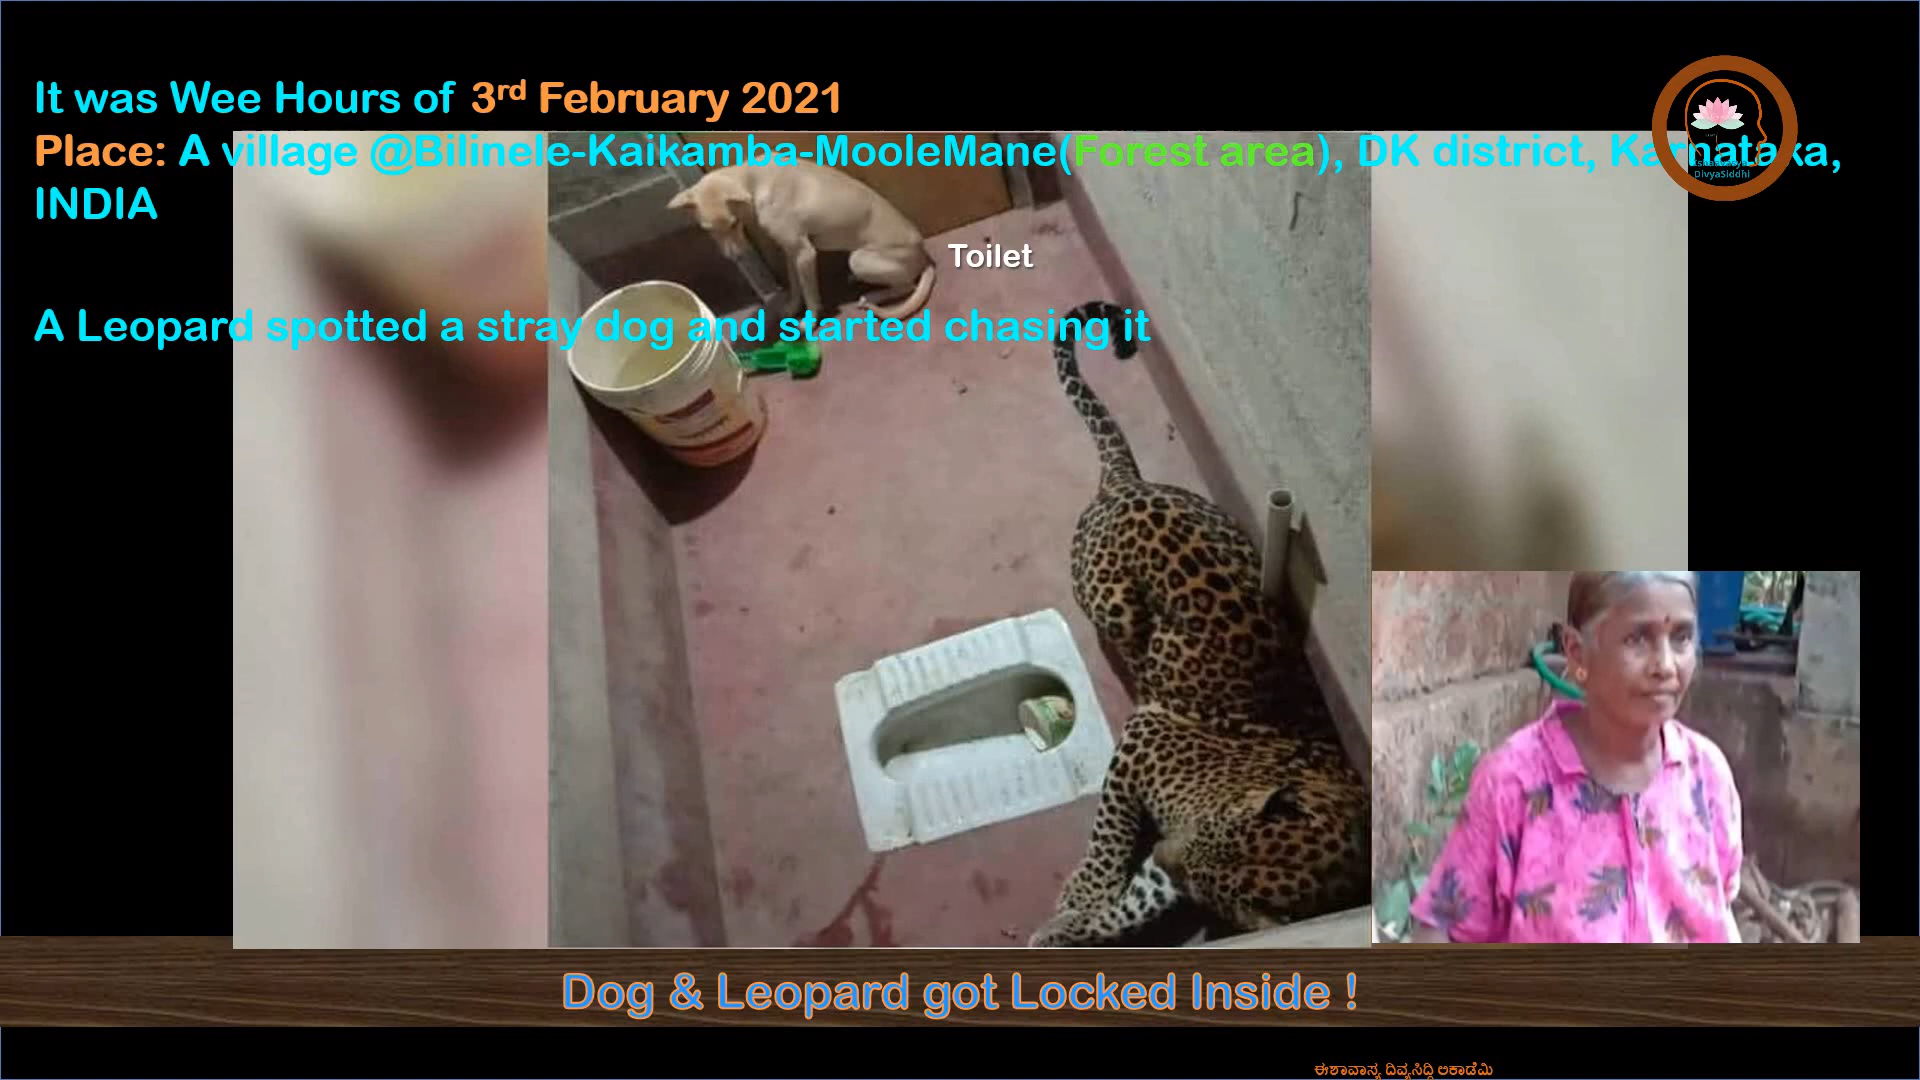 It was Wee Hours of 3rd February 2021
Place: A village @Bilinele-Kaikamba-MooleMane(Forest area), DK district, Karnataka,
INDIA
DivyaSiddhi
Toilet
A Leopard spotted a stray dog and started chasing it
Dog & Leopard got Locked Inside !
ಈಶಾವಾಸ್ಯ ದಿವ್ಯಸಿದ್ಧಿ ಅಕಾಡೆಮಿ